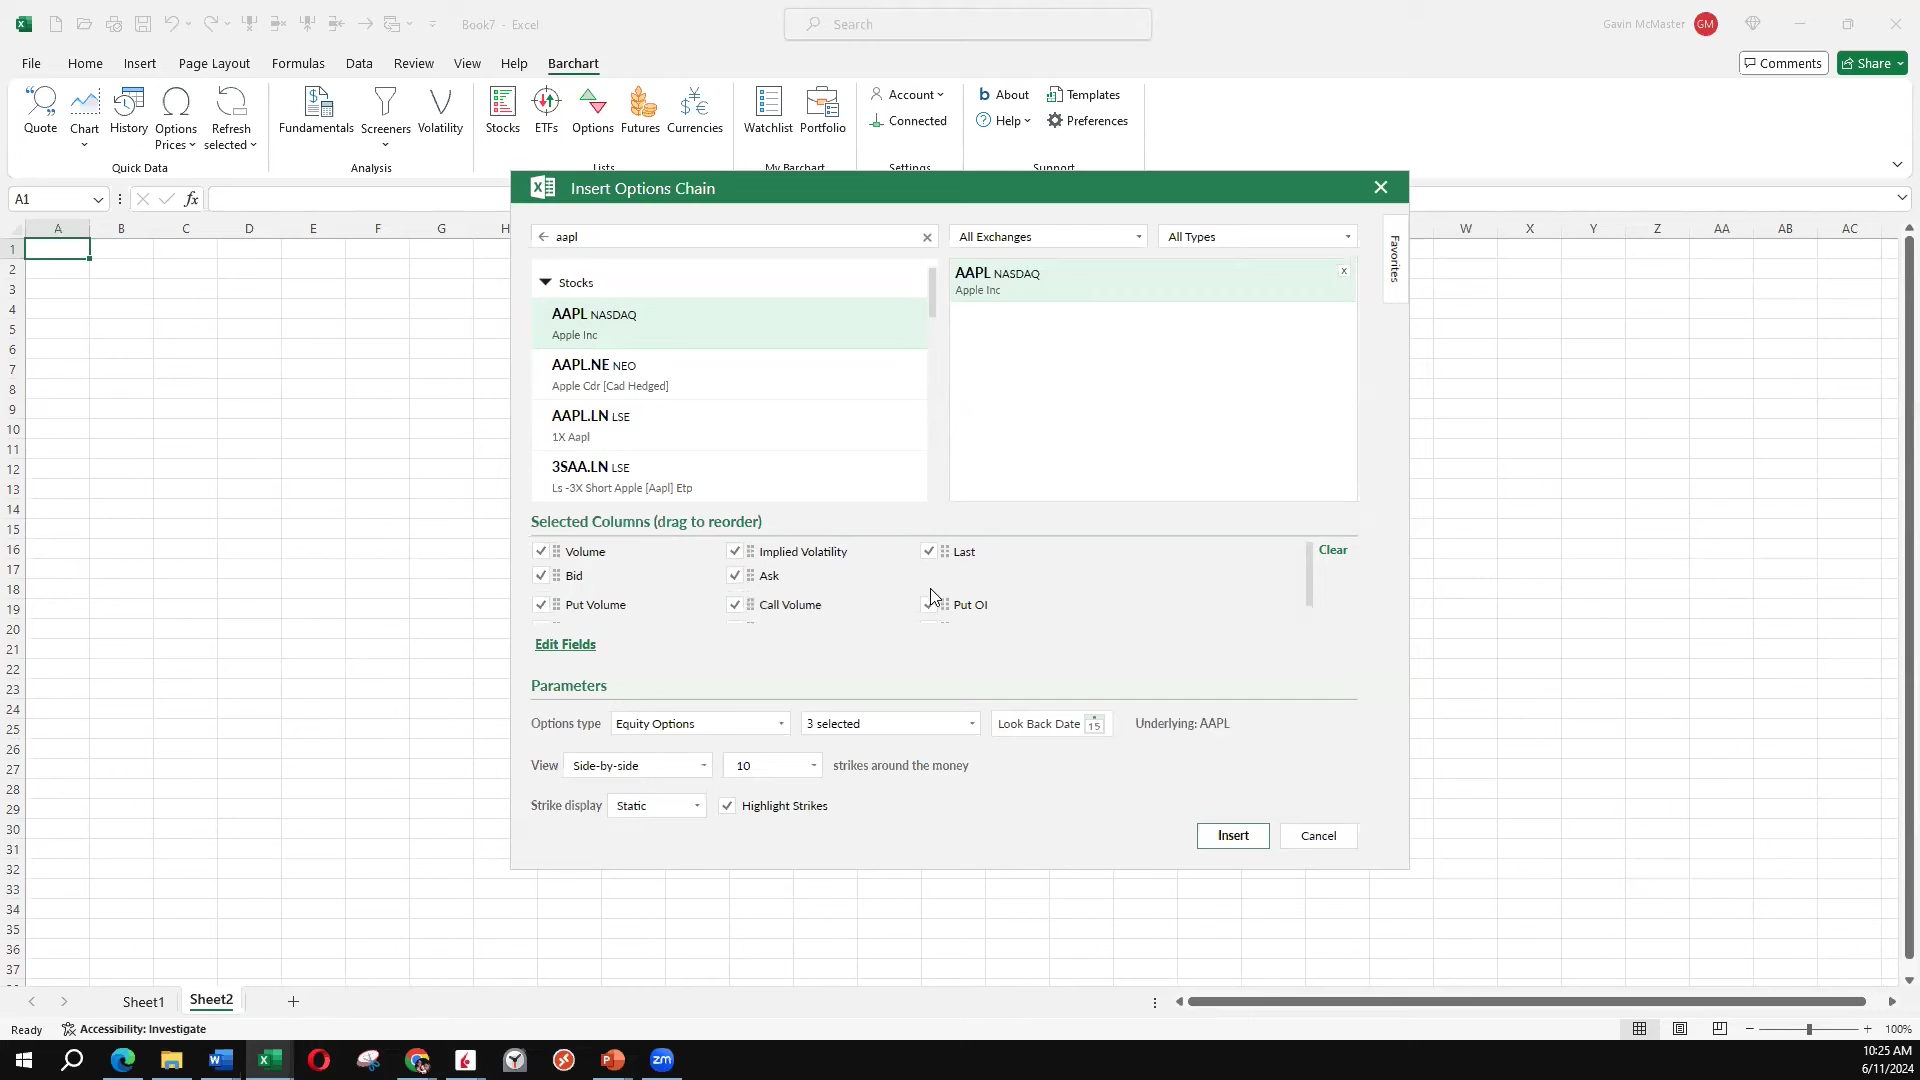 Book7 - Excel
Search
Gavin McMaster
GM
File Home Insert Page Layout Formulas Data Review View Help Barchart
Comments
Share
Quote
Chart
History
Options Prices
Refresh selected
Fundamentals
Screeners
Volatility
Stocks
ETFs
Options
Futures
Currencies
Watchlist
Portfolio
Account
Connected
b About
Help
Templates
Preferences
Quick Data
Analysis
Lists
My Barchart
Settings
Support
A1
fx
Insert Options Chain
A B C D E F G H W X Y Z AA AB AC
1
2
3
4
5
6
7
8
9
10
11
12
13
14
15
16
17
18
19
20
21
22
23
24
25
26
27
28
29
30
31
32
33
34
35
36
37
aapl
All Exchanges
All Types
Favorites
Stocks
AAPL NASDAQ
Apple Inc
AAPL.NE NEO
Apple Cdr [Cad Hedged]
AAPL.LN LSE
1X Aapl
3SAA.LN LSE
Ls -3X Short Apple [Aapl] Etp
AAPL NASDAQ
x
Apple Inc
Selected Columns (drag to reorder)
Volume Implied Volatility Last
Clear
Bid Ask
Put Volume Call Volume Put OI
Edit Fields
Parameters
Options type Equity Options 3 selected Look Back Date 15 Underlying: AAPL
View Side-by-side 10 strikes around the money
Strike display Static Highlight Strikes
Insert Cancel
Sheet1 Sheet2
Ready Accessibility: Investigate
100%
zm
10:25 AM
6/11/2024